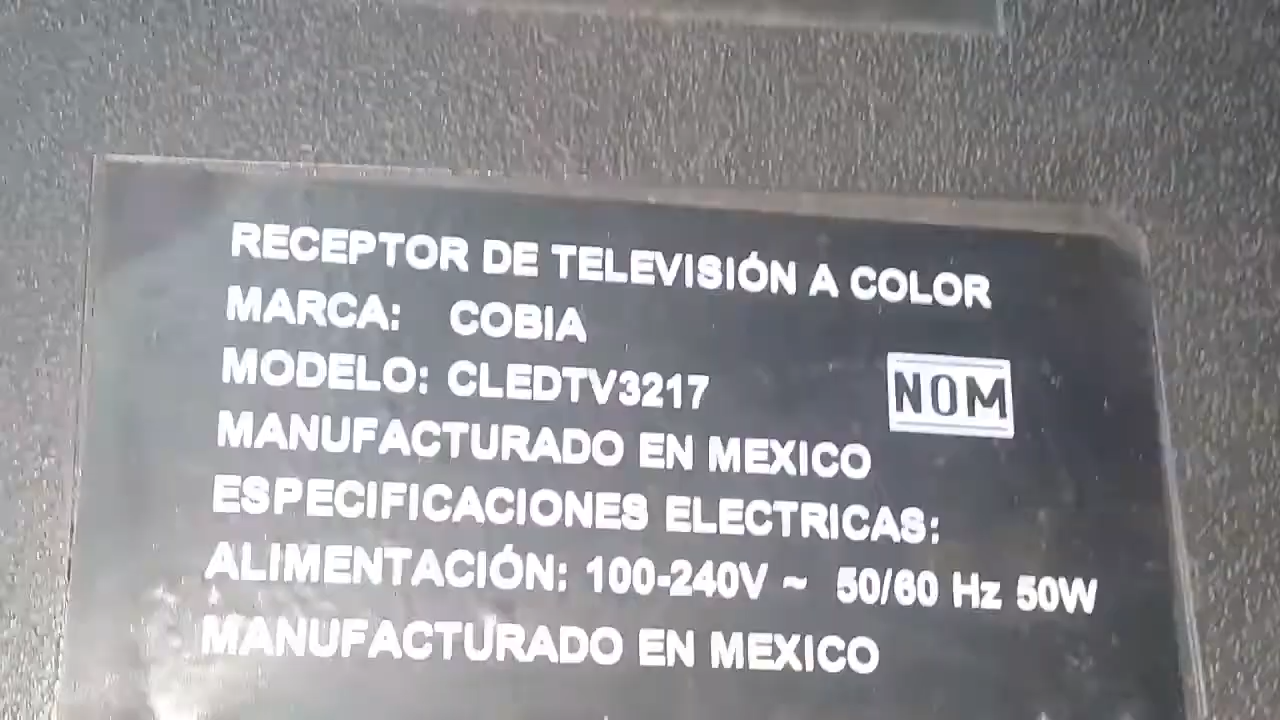 RECEPTOR DE TELEVISIÓN A COLOR
MARCA: COBIA
MODELO: CLEDTV3217
NOM
MANUFACTURADO EN MEXICO
ESPECIFICACIONES ELECTRICAS:
ALIMENTACIÓN: 100-240V ~ 50/60 Hz 50W
MANUFACTURADO EN MEXICO